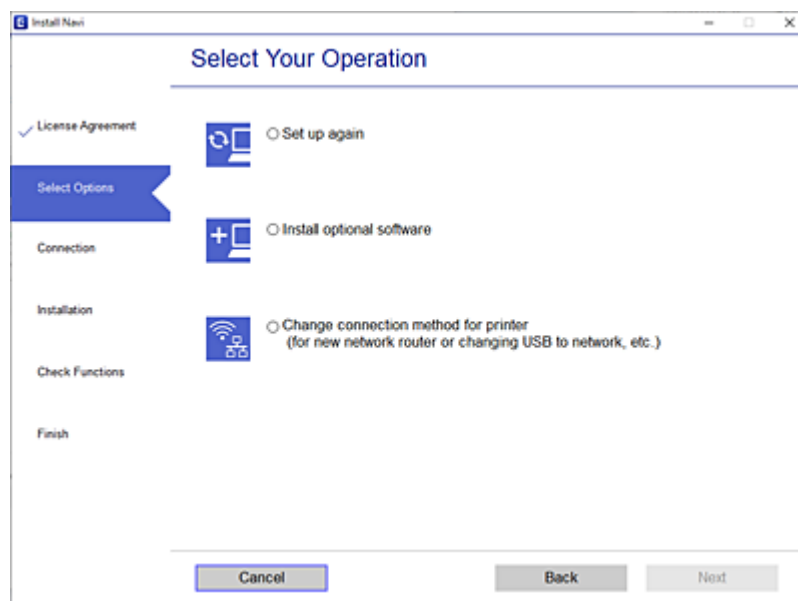 Install Navi
Select Your Operation
License Agreement
Select Options
Connection
Installation
Check Functions
Finish
Set up again
Install optional software
Change connection method for printer
(for new network router or changing USB to network, etc.)
Cancel
Back
Next